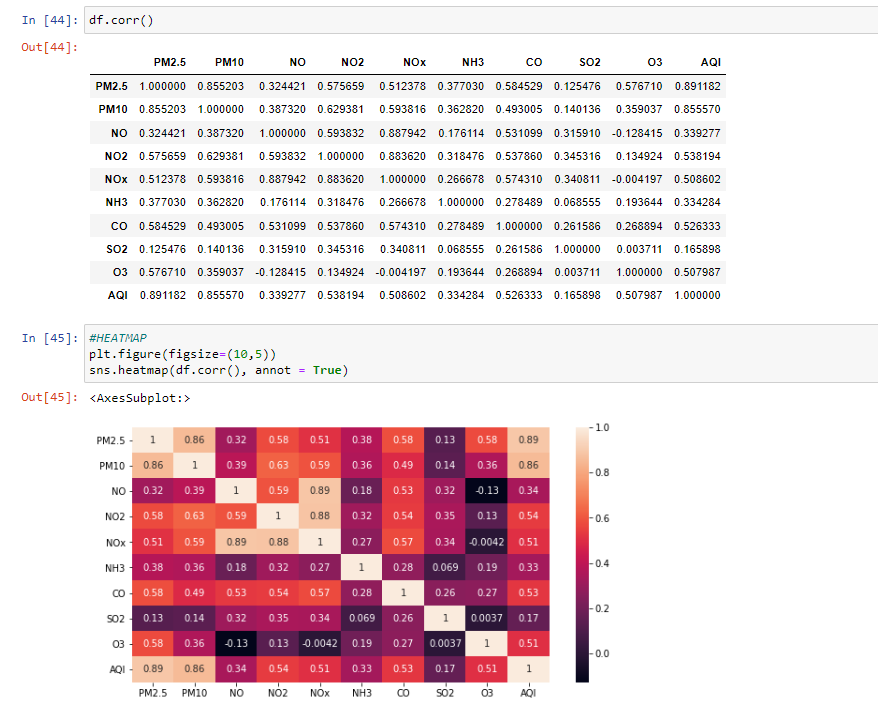 In [44]: df.corr()
Out[44]:
PM2.5 PM10 NO NO2 NOx NH3 CO SO2 O3 AQI
PM2.5 1.000000 0.855203 0.324421 0.575659 0.512378 0.377030 0.584529 0.125476 0.576710 0.891182
PM10 0.855203 1.000000 0.387320 0.629381 0.593816 0.362820 0.493005 0.140136 0.359037 0.855570
NO 0.324421 0.387320 1.000000 0.593832 0.887942 0.176114 0.531099 0.315910 -0.128415 0.339277
NO2 0.575659 0.629381 0.593832 1.000000 0.883620 0.318476 0.537860 0.345316 0.134924 0.538194
NOx 0.512378 0.593816 0.887942 0.883620 1.000000 0.266678 0.574310 0.340811 -0.004197 0.508602
NH3 0.377030 0.362820 0.176114 0.318476 0.266678 1.000000 0.278489 0.068555 0.193644 0.334284
CO 0.584529 0.493005 0.531099 0.537860 0.574310 0.278489 1.000000 0.261586 0.268894 0.526333
SO2 0.125476 0.140136 0.315910 0.345316 0.340811 0.068555 0.261586 1.000000 0.003711 0.165898
O3 0.576710 0.359037 -0.128415 0.134924 -0.004197 0.193644 0.268894 0.003711 1.000000 0.507987
AQI 0.891182 0.855570 0.339277 0.538194 0.508602 0.334284 0.526333 0.165898 0.507987 1.000000
In [45]: #HEATMAP
plt.figure(figsize=(10,5))
sns.heatmap(df.corr(), annot = True)
Out[45]: <AxesSubplot:>
PM2.5 1 0.86 0.32 0.58 0.51 0.38 0.58 0.13 0.58 0.89
PM10 0.86 1 0.39 0.63 0.59 0.36 0.49 0.14 0.36 0.86
NO 0.32 0.39 1 0.59 0.89 0.18 0.53 0.32 -0.13 0.34
NO2 0.58 0.63 0.59 1 0.88 0.32 0.54 0.35 0.13 0.54
NOx 0.51 0.59 0.89 0.88 1 0.27 0.57 0.34 -0.0042 0.51
NH3 0.38 0.36 0.18 0.32 0.27 1 0.28 0.069 0.19 0.33
CO 0.58 0.49 0.53 0.54 0.57 0.28 1 0.26 0.27 0.53
SO2 0.13 0.14 0.32 0.35 0.34 0.069 0.26 1 0.0037 0.17
O3 0.58 0.36 -0.13 0.13 -0.0042 0.19 0.27 0.0037 1 0.51
AQI 0.89 0.86 0.34 0.54 0.51 0.33 0.53 0.17 0.51 1
PM2.5 PM10 NO NO2 NOx NH3 CO SO2 O3 AQI
1.0
0.8
0.6
0.4
0.2
0.0